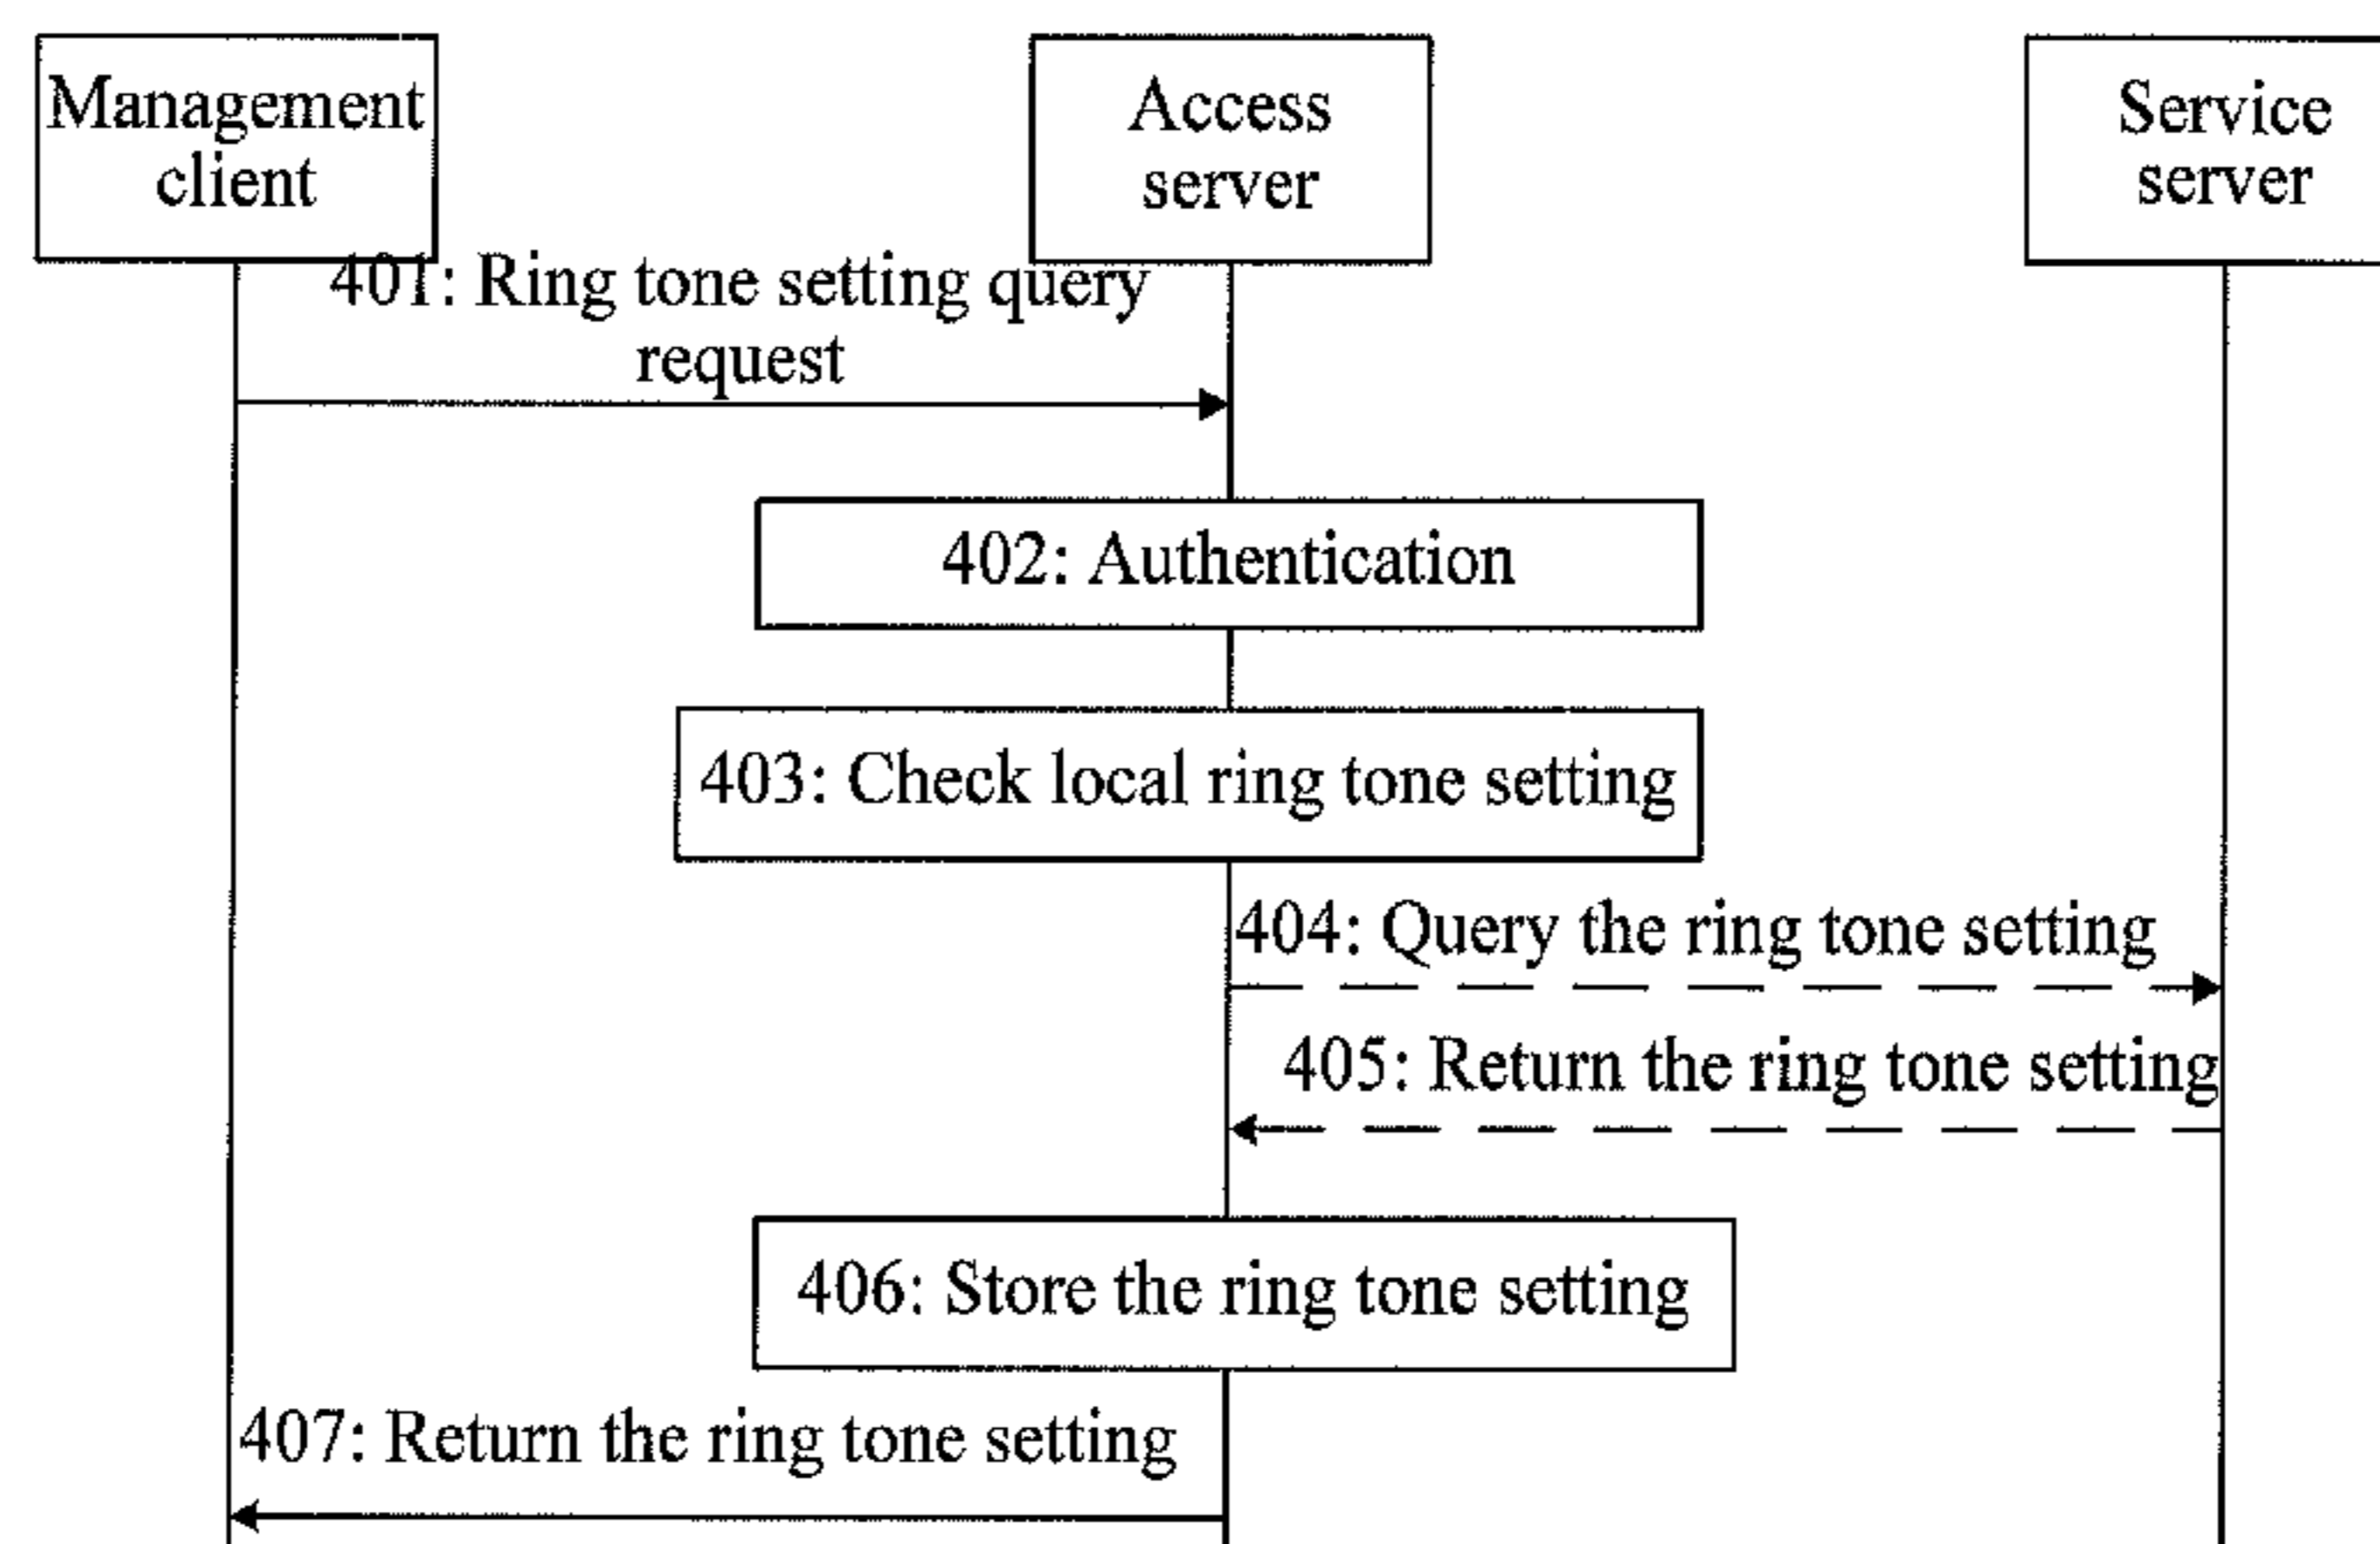 Management
client
Access
server
Service
server
401: Ring tone setting query
request
402: Authentication
403: Check local ring tone setting
404: Query the ring tone setting
405: Return the ring tone setting
406: Store the ring tone setting
407: Return the ring tone setting